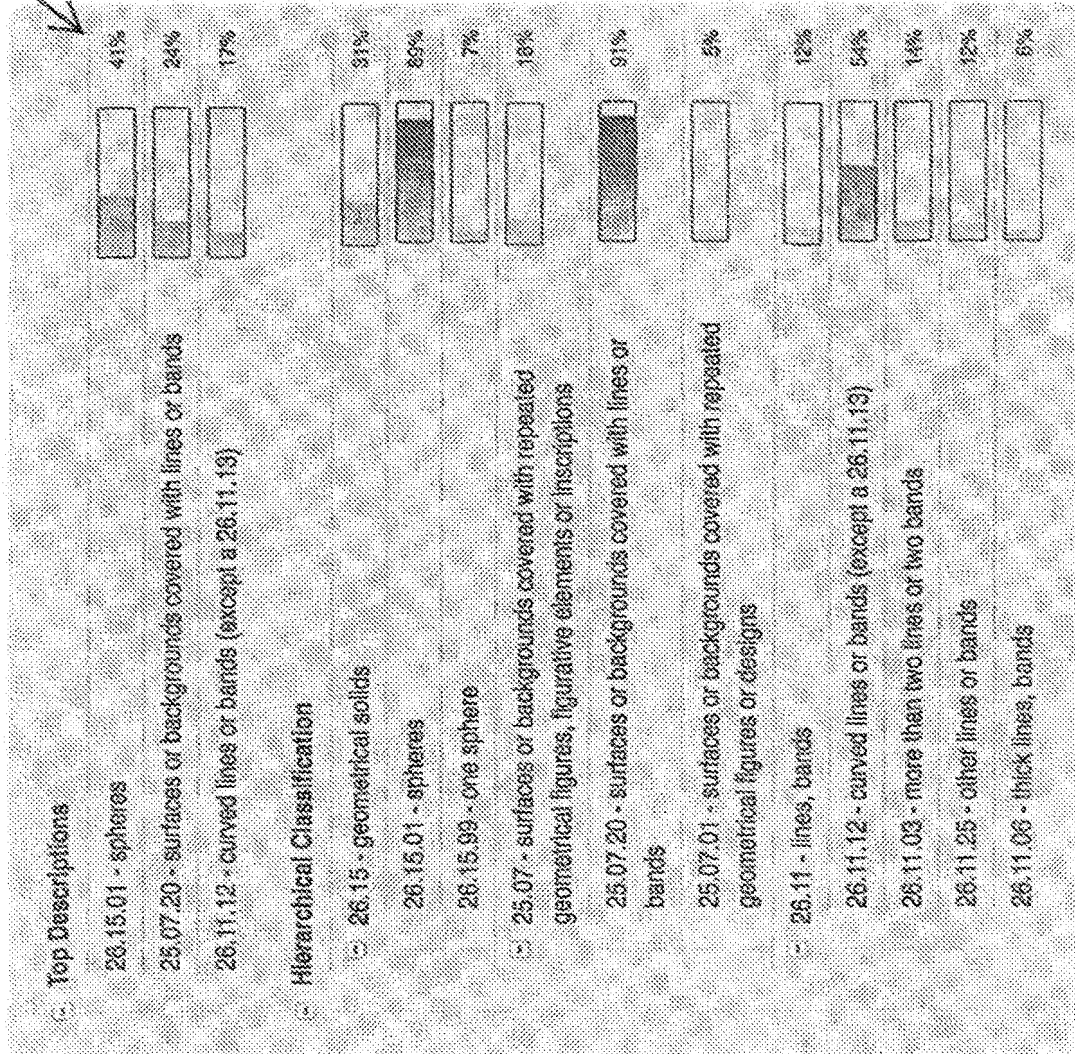 Top Descriptions
26.15.01 - spheres 41%
25.07.20 - surfaces or backgrounds covered with lines or bands 24%
26.11.12 - curved lines or bands (except a 26.11.13) 17%
Hierarchical Classification
26.15 - geometrical solids 31%
26.15.01 - spheres 89%
26.15.99 - one sphere 7%
25.07 - surfaces or backgrounds covered with repeated
geometrical figures, figurative elements or inscriptions
25.07.20 - surfaces or backgrounds covered with lines or 91%
bands
25.07.01 - surfaces or backgrounds covered with repeated
geometrical figures or designs
26.11 - lines, bands 12%
26.11.12 - curved lines or bands (except a 26.11.13) 54%
26.11.03 - more than two lines or two bands 14%
26.11.25 - other lines or bands 12%
26.11.06 - thick lines, bands